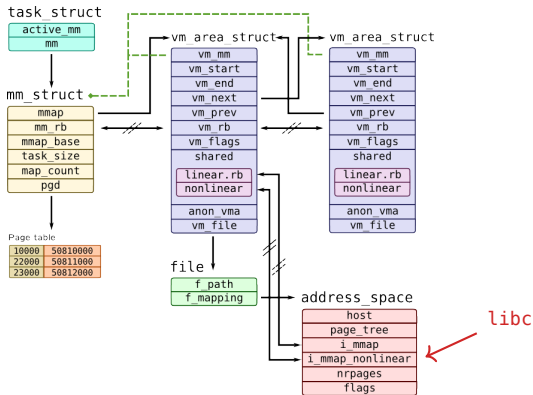 task_struct
active_mm
mm
mm_struct
mmap
mm_rb
mmap_base
task_size
map_count
pgd
Page table
10000 50810000
22000 50811000
23000 50812000
vm_area_struct
vm_mm
vm_start
vm_end
vm_next
vm_prev
vm_rb
vm_flags
shared
linear.rb
nonlinear
anon_vma
vm_file
vm_area_struct
vm_mm
vm_start
vm_end
vm_next
vm_prev
vm_rb
vm_flags
shared
linear.rb
nonlinear
anon_vma
vm_file
file
f_path
f_mapping
address_space
host
page_tree
i_mmap
i_mmap_nonlinear
nrpages
flags
libc